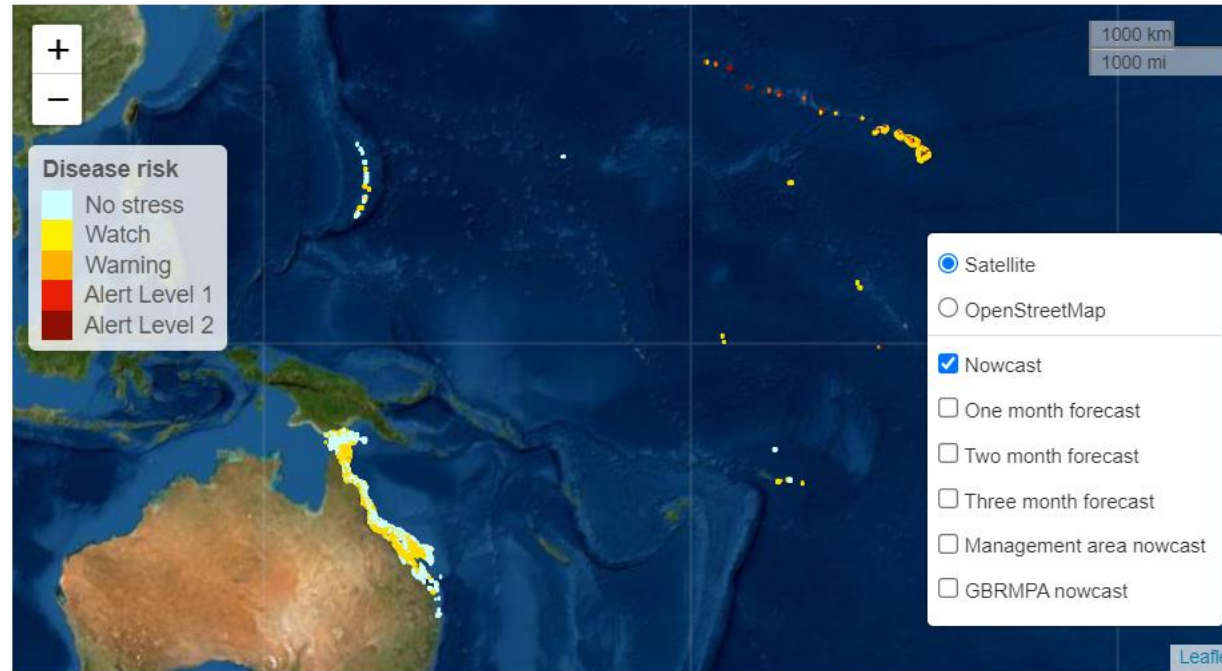 +
−
1000 km
1000 mi
Disease risk
No stress
Watch
Warning
Alert Level 1
Alert Level 2
Satellite
OpenStreetMap
Nowcast
One month forecast
Two month forecast
Three month forecast
Management area nowcast
GBRMPA nowcast
Leafle